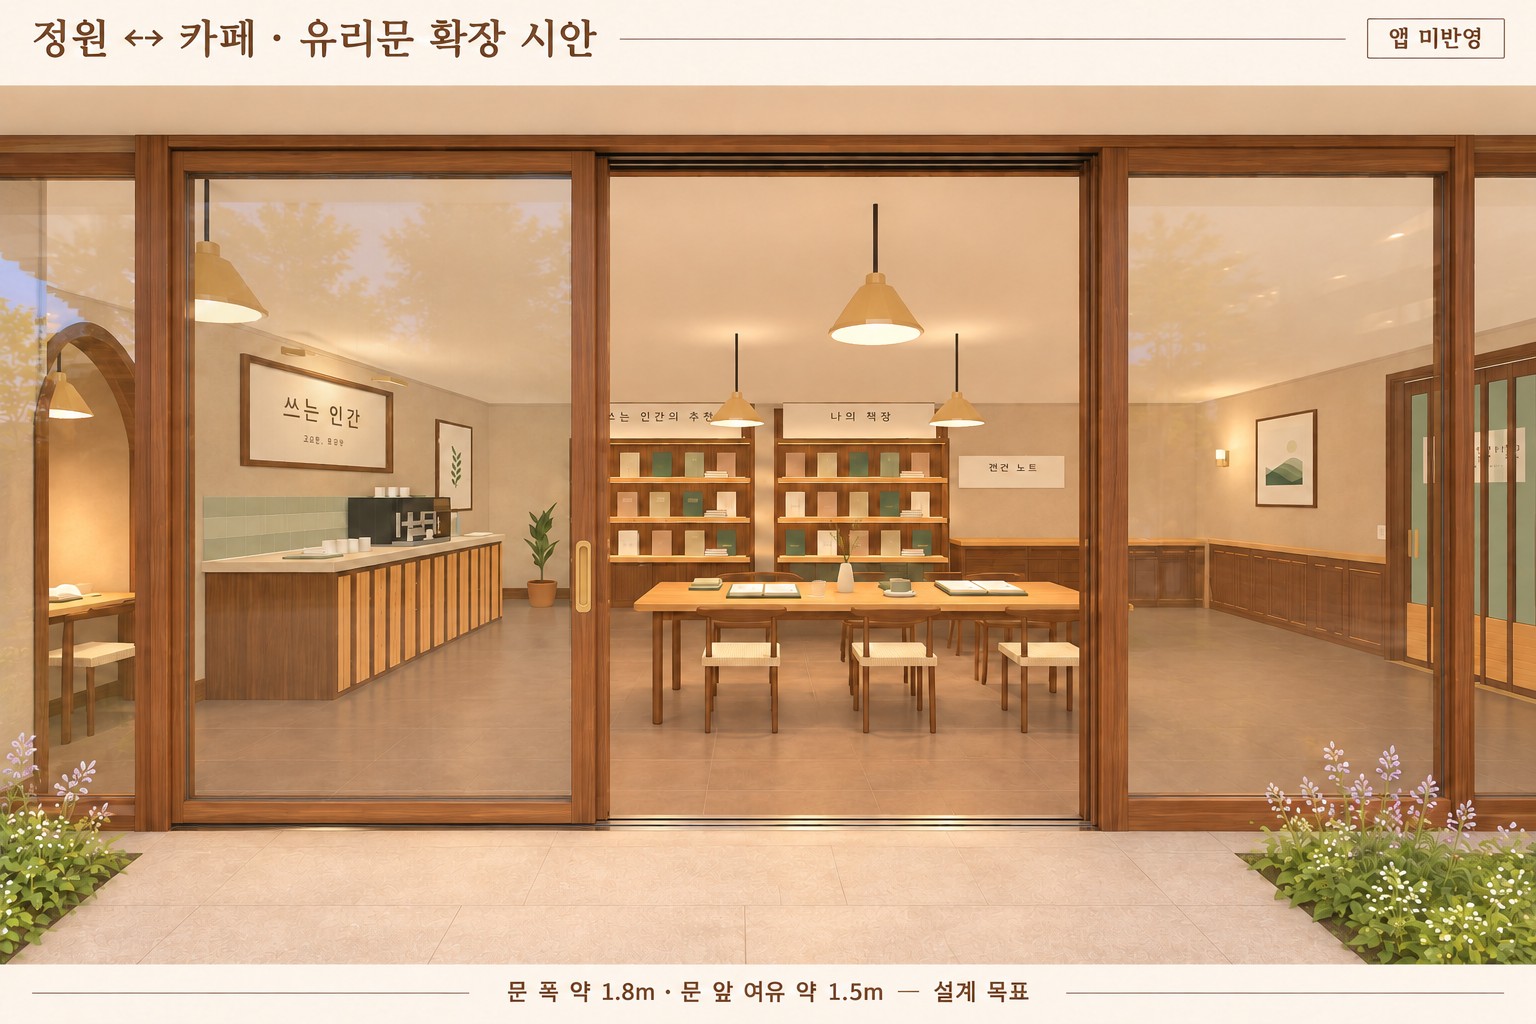 정원 ↔ 카페 · 유리문 확장 시안
앱 미반영
쓰는 인간
쓰는 인간의 추천
나의 책장
노트
문 폭 약 1.8m · 문 앞 여유 약 1.5m — 설계 목표